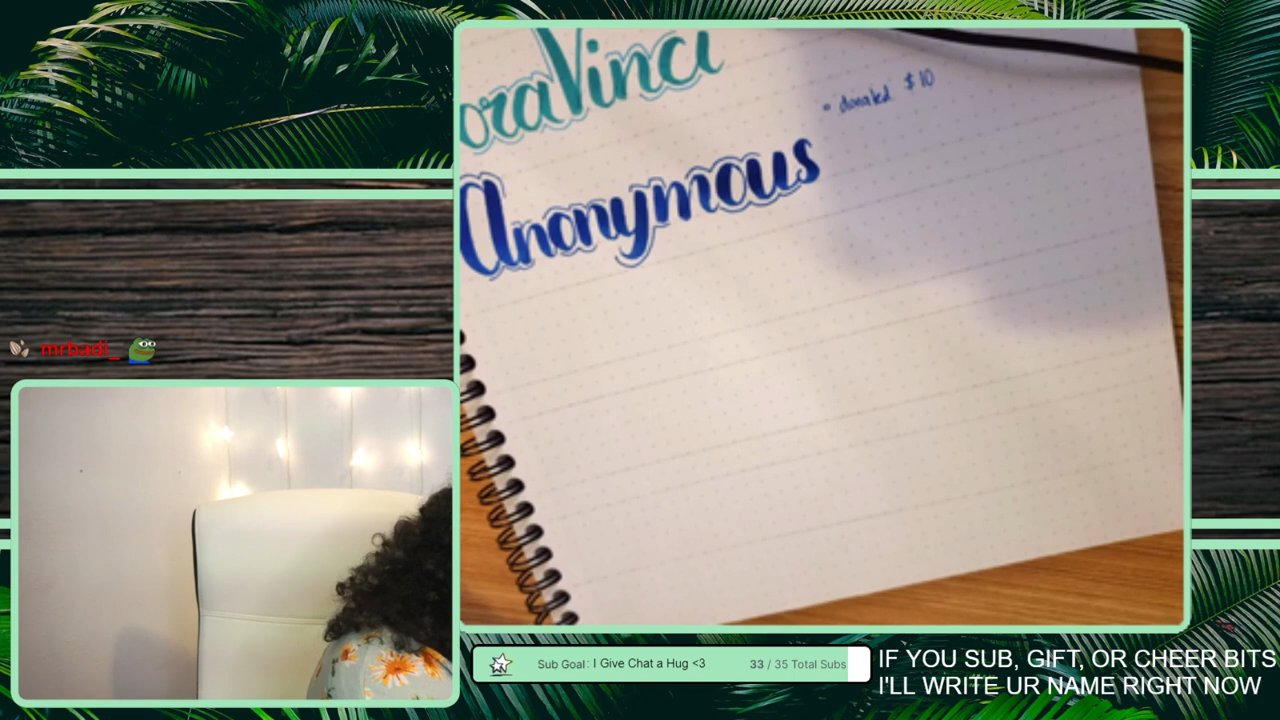 oraVinci
donated $10
Anonymous
mrbadi_
Sub Goal: I Give Chat a Hug <3 33 / 35 Total Subs
IF YOU SUB, GIFT, OR CHEER BITS
I'LL WRITE UR NAME RIGHT NOW